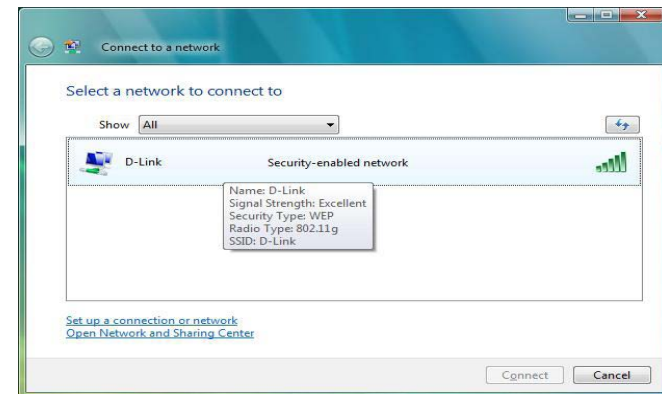 Connect to a network
Select a network to connect to
Show All
D-Link Security-enabled network
Name: D-Link
Signal Strength: Excellent
Security Type: WEP
Radio Type: 802.11g
SSID: D-Link
Set up a connection or network
Open Network and Sharing Center
Connect Cancel